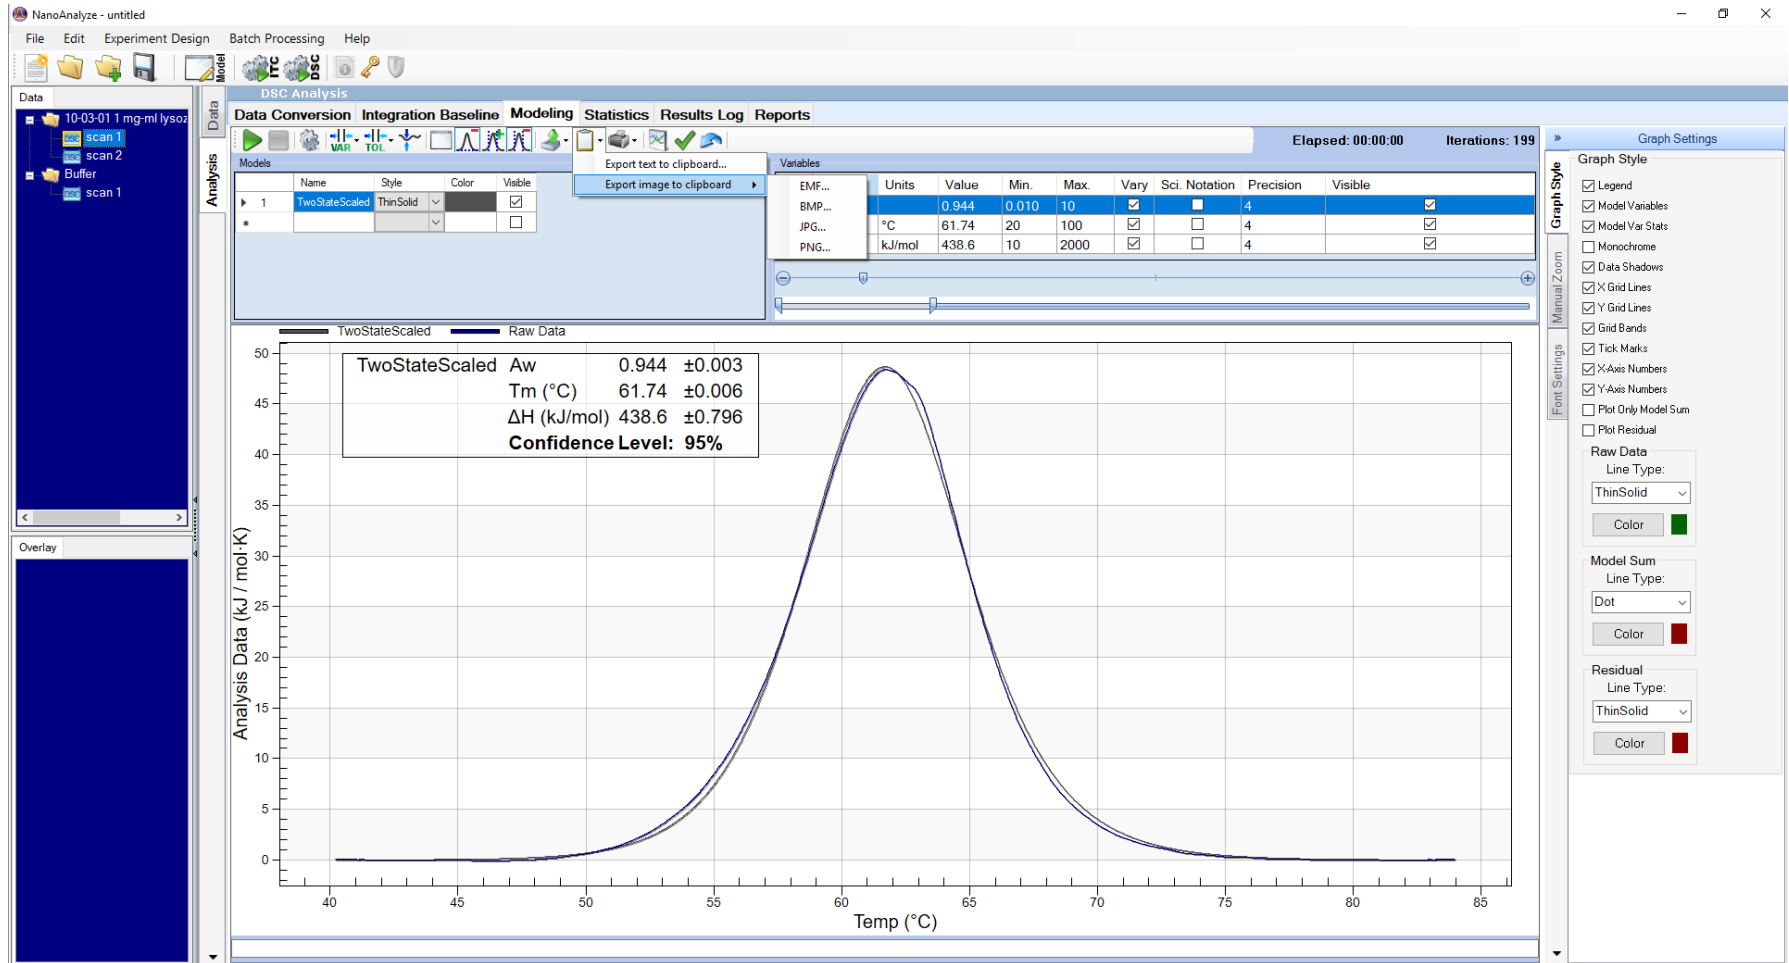 NanoAnalyze - untitled
File Edit Experiment Design Batch Processing Help
Model ITC DSC
Data
10-03-01 1 mg-ml lysoz
DSC scan 1
DSC scan 2
Buffer
DSC scan 1
Overlay
Data
Analysis
DSC Analysis
Data Conversion Integration Baseline Modeling Statistics Results Log Reports
VAR TOL
Elapsed: 00:00:00 Iterations: 199
Export text to clipboard...
Export image to clipboard
EMF...
BMP...
JPG...
PNG...
Models
Name Style Color Visible
1 TwoStateScaled ThinSolid
Variables
Units Value Min. Max. Vary Sci. Notation Precision Visible
0.944 0.010 10 4
°C 61.74 20 100 4
kJ/mol 438.6 10 2000 4
TwoStateScaled Raw Data
TwoStateScaled Aw 0.944 ±0.003
Tm (°C) 61.74 ±0.006
ΔH (kJ/mol) 438.6 ±0.796
Confidence Level: 95%
Analysis Data (kJ / mol·K)
50
45
40
35
30
25
20
15
10
5
0
40 45 50 55 60 65 70 75 80 85
Temp (°C)
Graph Style
Manual Zoom
Font Settings
Graph Settings
Graph Style
Legend
Model Variables
Model Var Stats
Monochrome
Data Shadows
X Grid Lines
Y Grid Lines
Grid Bands
Tick Marks
X-Axis Numbers
Y-Axis Numbers
Plot Only Model Sum
Plot Residual
Raw Data
Line Type:
ThinSolid
Color
Model Sum
Line Type:
Dot
Color
Residual
Line Type:
ThinSolid
Color